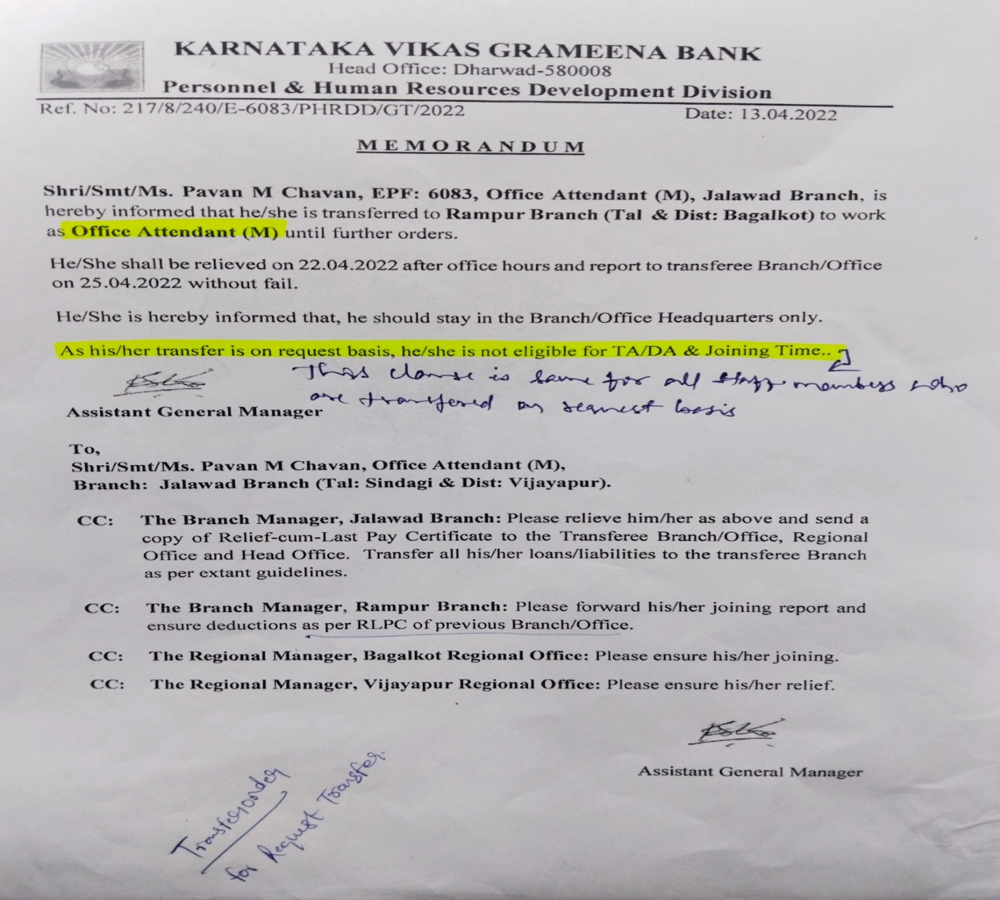 KARNATAKA VIKAS GRAMEENA BANK
Head Office: Dharwad-580008
Personnel & Human Resources Development Division
Ref. No: 217/8/240/E-6083/PHRDD/GT/2022 Date: 13.04.2022
MEMORANDUM
Shri/Smt/Ms. Pavan M Chavan, EPF: 6083, Office Attendant (M), Jalawad Branch, is
hereby informed that he/she is transferred to Rampur Branch (Tal & Dist: Bagalkot) to work
as Office Attendant (M) until further orders.
He/She shall be relieved on 22.04.2022 after office hours and report to transferee Branch/Office
on 25.04.2022 without fail.
He/She is hereby informed that, he should stay in the Branch/Office Headquarters only.
As his/her transfer is on request basis, he/she is not eligible for TA/DA & Joining Time..
This clause is same for all staff members who
are transfered on request basis
Assistant General Manager
To,
Shri/Smt/Ms. Pavan M Chavan, Office Attendant (M),
Branch: Jalawad Branch (Tal: Sindagi & Dist: Vijayapur).
CC: The Branch Manager, Jalawad Branch: Please relieve him/her as above and send a
copy of Relief-cum-Last Pay Certificate to the Transferee Branch/Office, Regional
Office and Head Office. Transfer all his/her loans/liabilities to the transferee Branch
as per extant guidelines.
CC: The Branch Manager, Rampur Branch: Please forward his/her joining report and
ensure deductions as per RLPC of previous Branch/Office.
CC: The Regional Manager, Bagalkot Regional Office: Please ensure his/her joining.
CC: The Regional Manager, Vijayapur Regional Office: Please ensure his/her relief.
Assistant General Manager
Transfer order
for Request Transfer.